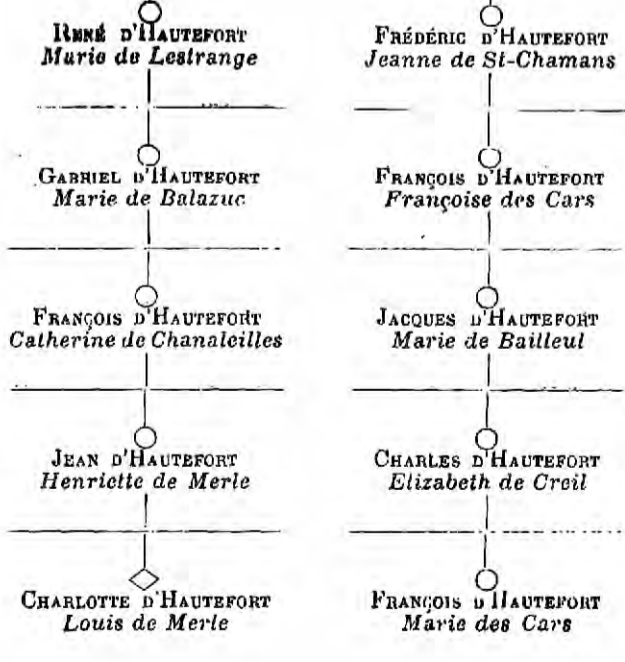 RENÉ D'HAUTEFORT
Marie de Lestrange
GABRIEL D'HAUTEFORT
Marie de Balazuc
FRANÇOIS D'HAUTEFORT
Catherine de Chanaleilles
JEAN D'HAUTEFORT
Henriette de Merle
CHARLOTTE D'HAUTEFORT
Louis de Merle
FRÉDÉRIC D'HAUTEFORT
Jeanne de St-Chamans
FRANÇOIS D'HAUTEFORT
Françoise des Cars
JACQUES D'HAUTEFORT
Marie de Bailleul
CHARLES D'HAUTEFORT
Elizabeth de Creil
FRANÇOIS D'HAUTEFORT
Marie des Cars